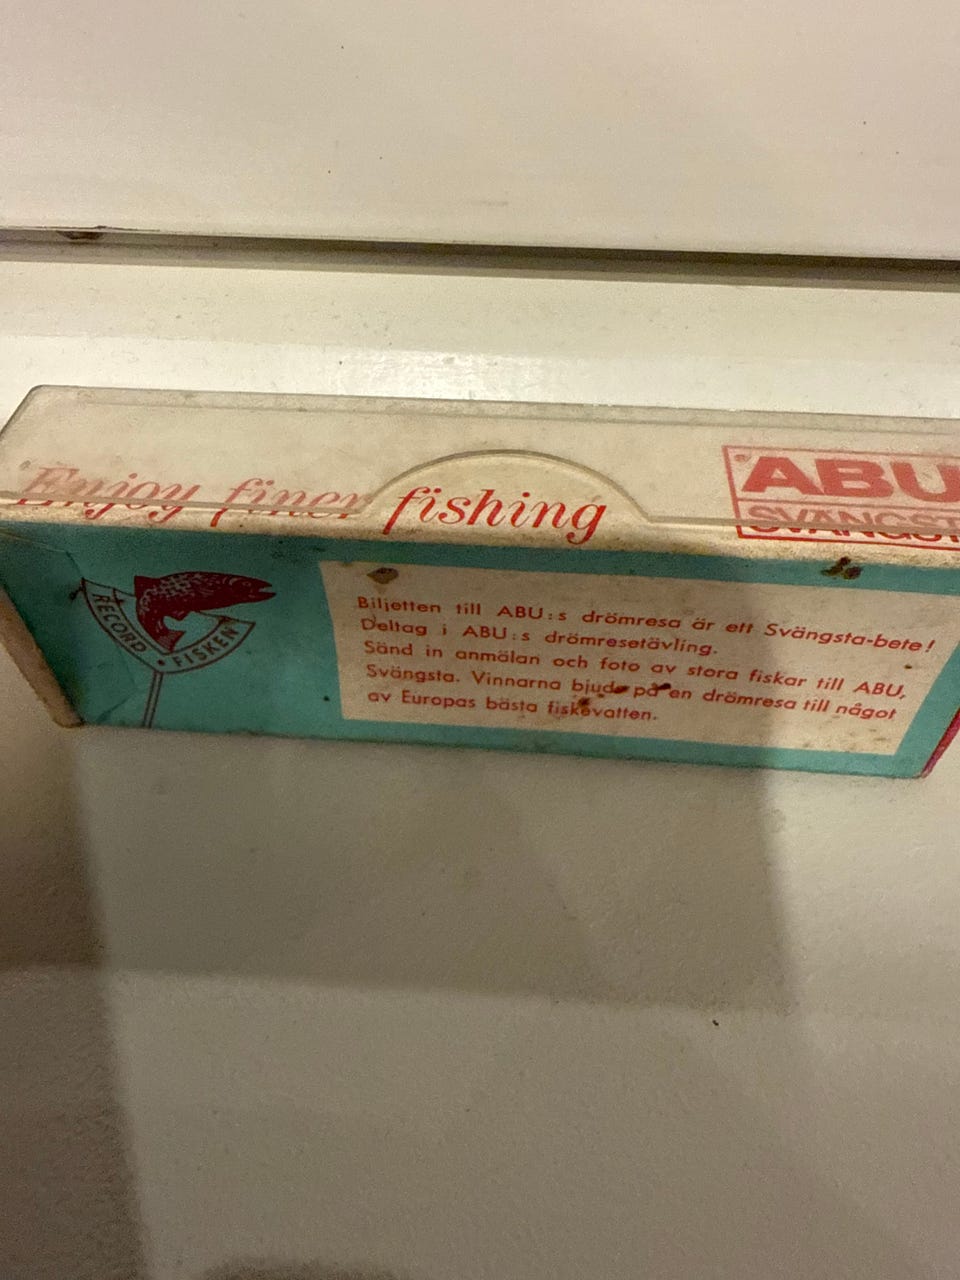 Enjoy finer fishing
ABU
SVÄNGST
RECORD • FISKEN
Biljetten till ABU:s drömresa är ett Svängsta-bete!
Deltag i ABU:s drömresetävling.
Sänd in anmälan och foto av stora fiskar till ABU,
Svängsta. Vinnarna bjuds på en drömresa till något
av Europas bästa fiskevatten.